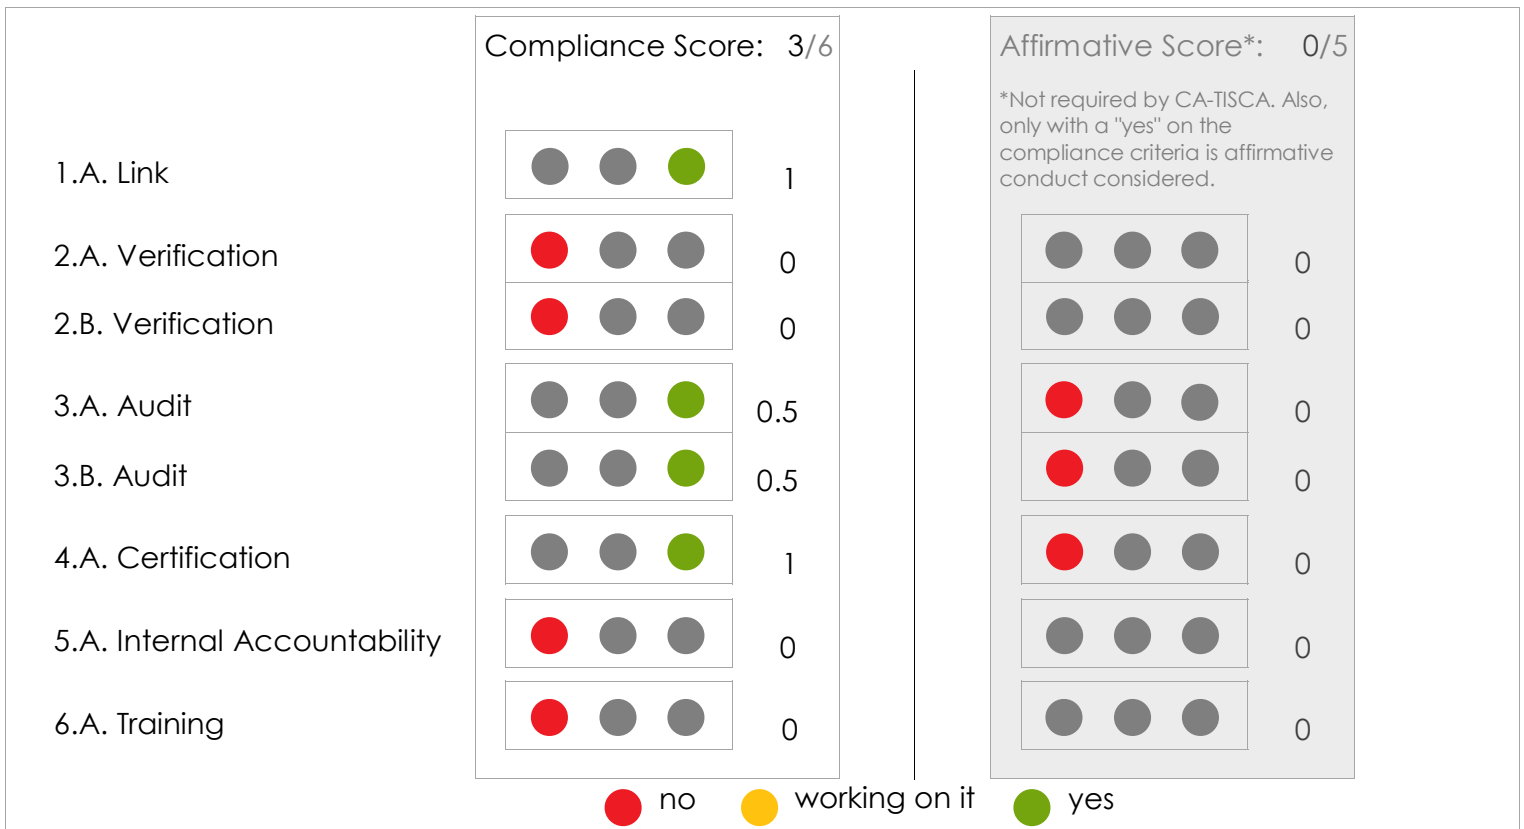 Compliance Score: 3/6
Affirmative Score*: 0/5
*Not required by CA-TISCA. Also,
only with a "yes" on the
compliance criteria is affirmative
conduct considered.
1.A. Link 1
2.A. Verification 0 0
2.B. Verification 0 0
3.A. Audit 0.5 0
3.B. Audit 0.5 0
4.A. Certification 1 0
5.A. Internal Accountability 0 0
6.A. Training 0 0
no working on it yes